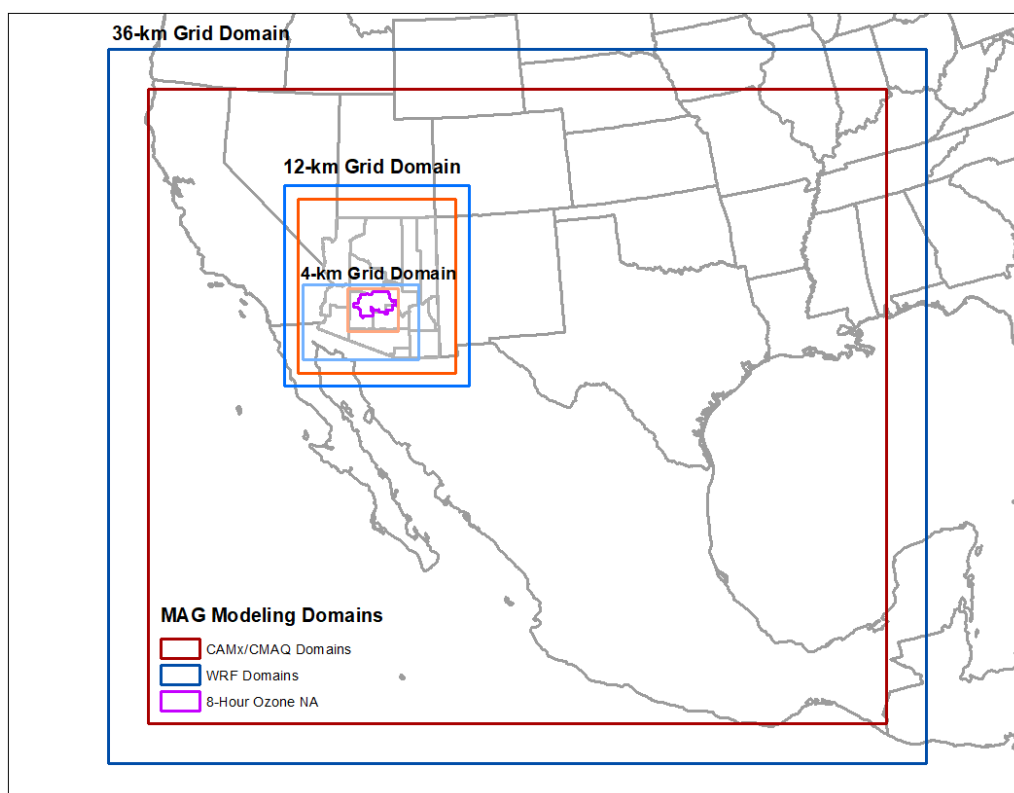 36-km Grid Domain
12-km Grid Domain
4-km Grid Domain
MAG Modeling Domains
CAMx/CMAQ Domains
WRF Domains
8-Hour Ozone NA